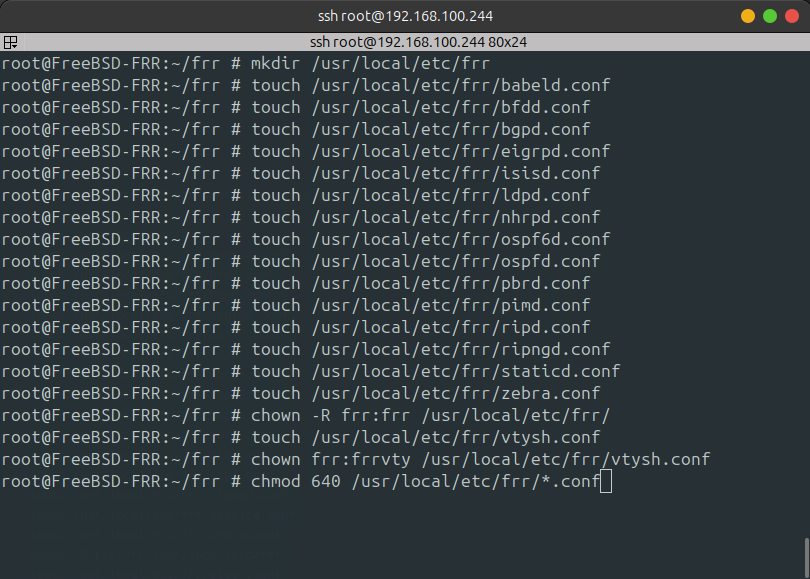 ssh root@192.168.100.244
ssh root@192.168.100.244 80x24
root@FreeBSD-FRR:~/frr # mkdir /usr/local/etc/frr
root@FreeBSD-FRR:~/frr # touch /usr/local/etc/frr/babeld.conf
root@FreeBSD-FRR:~/frr # touch /usr/local/etc/frr/bfdd.conf
root@FreeBSD-FRR:~/frr # touch /usr/local/etc/frr/bgpd.conf
root@FreeBSD-FRR:~/frr # touch /usr/local/etc/frr/eigrpd.conf
root@FreeBSD-FRR:~/frr # touch /usr/local/etc/frr/isisd.conf
root@FreeBSD-FRR:~/frr # touch /usr/local/etc/frr/ldpd.conf
root@FreeBSD-FRR:~/frr # touch /usr/local/etc/frr/nhrpd.conf
root@FreeBSD-FRR:~/frr # touch /usr/local/etc/frr/ospf6d.conf
root@FreeBSD-FRR:~/frr # touch /usr/local/etc/frr/ospfd.conf
root@FreeBSD-FRR:~/frr # touch /usr/local/etc/frr/pbrd.conf
root@FreeBSD-FRR:~/frr # touch /usr/local/etc/frr/pimd.conf
root@FreeBSD-FRR:~/frr # touch /usr/local/etc/frr/ripd.conf
root@FreeBSD-FRR:~/frr # touch /usr/local/etc/frr/ripngd.conf
root@FreeBSD-FRR:~/frr # touch /usr/local/etc/frr/staticd.conf
root@FreeBSD-FRR:~/frr # touch /usr/local/etc/frr/zebra.conf
root@FreeBSD-FRR:~/frr # chown -R frr:frr /usr/local/etc/frr/
root@FreeBSD-FRR:~/frr # touch /usr/local/etc/frr/vtysh.conf
root@FreeBSD-FRR:~/frr # chown frr:frrvty /usr/local/etc/frr/vtysh.conf
root@FreeBSD-FRR:~/frr # chmod 640 /usr/local/etc/frr/*.conf